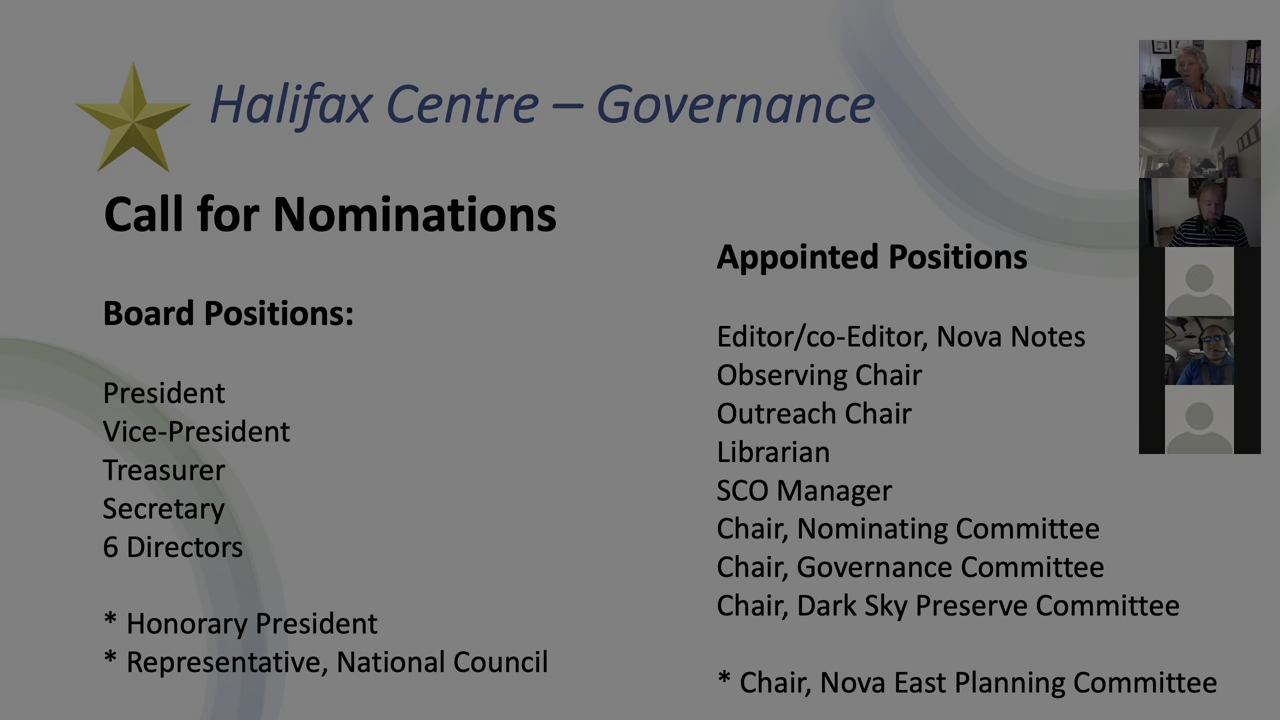 Halifax Centre – Governance
Call for Nominations
Board Positions:
President
Vice-President
Treasurer
Secretary
6 Directors
* Honorary President
* Representative, National Council
Appointed Positions
Editor/co-Editor, Nova Notes
Observing Chair
Outreach Chair
Librarian
SCO Manager
Chair, Nominating Committee
Chair, Governance Committee
Chair, Dark Sky Preserve Committee
* Chair, Nova East Planning Committee